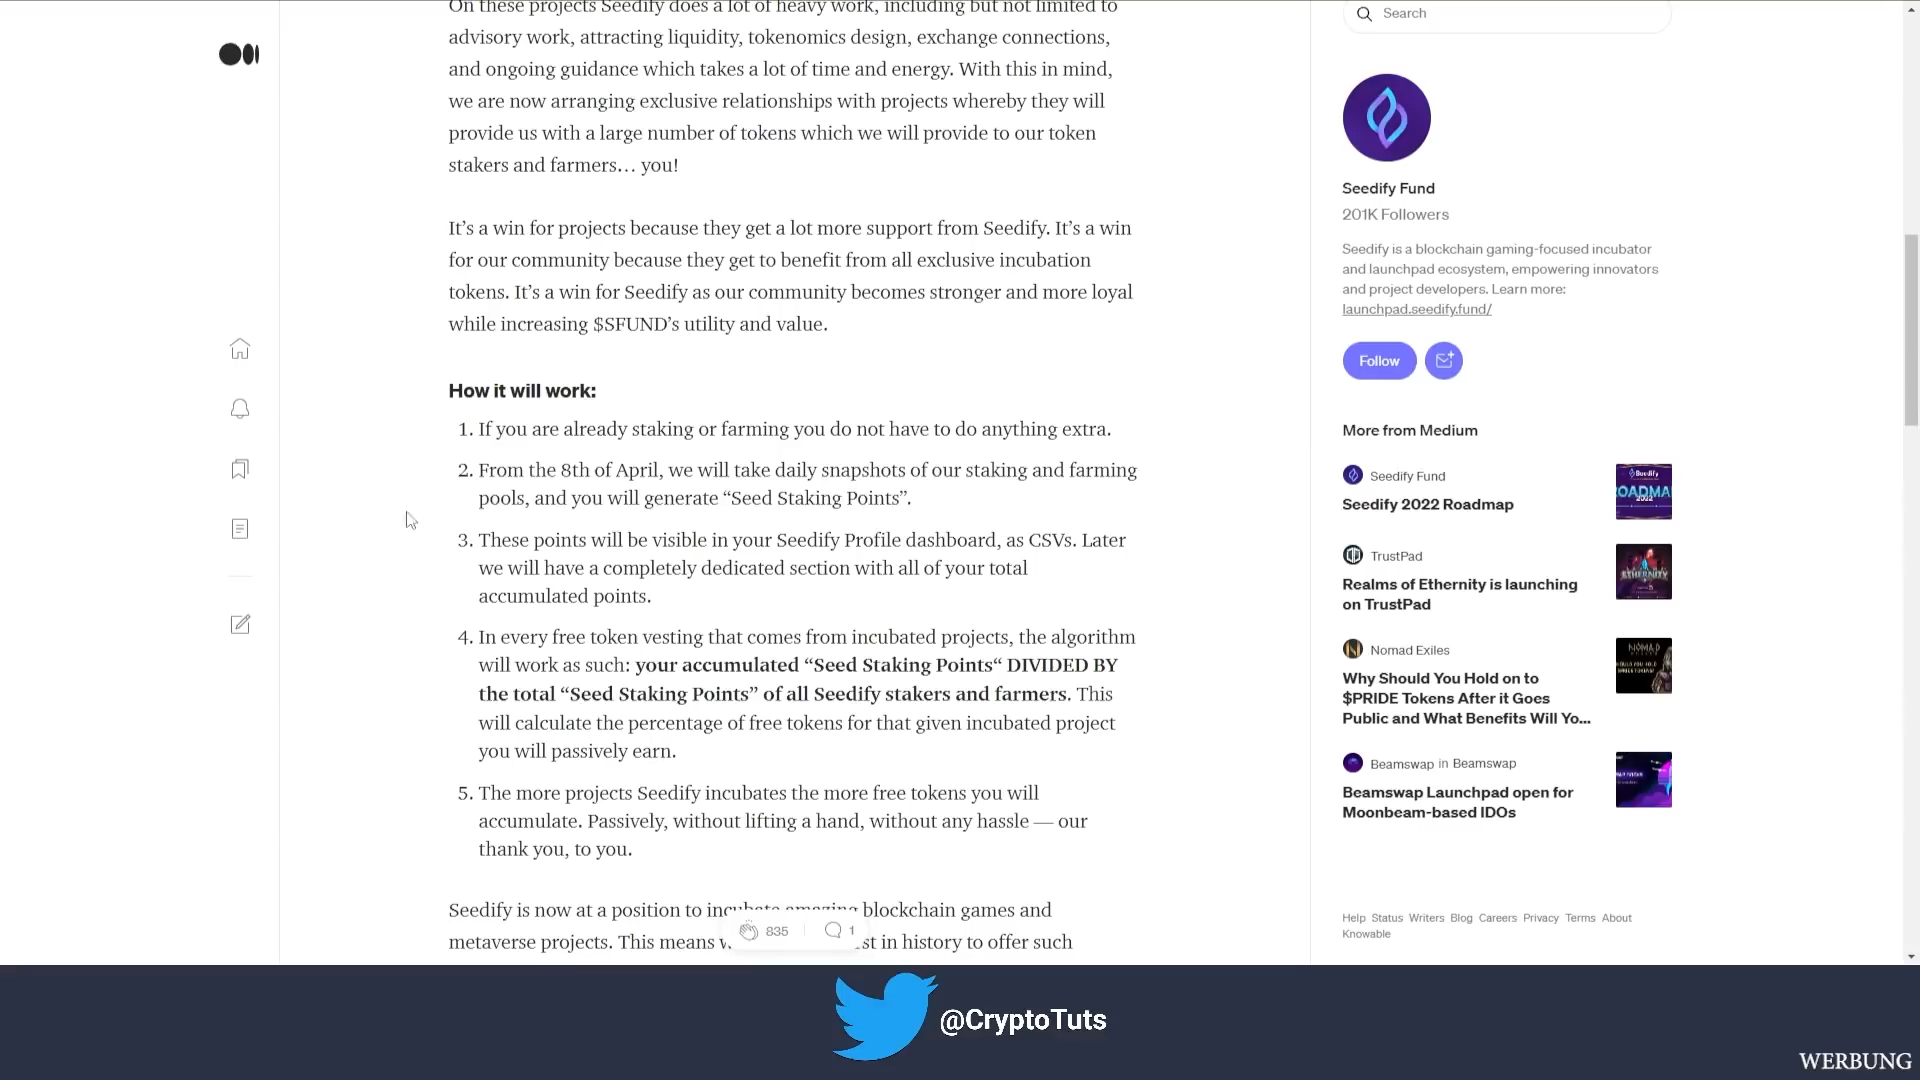 On these projects Seedify does a lot of heavy work, including but not limited to
advisory work, attracting liquidity, tokenomics design, exchange connections,
and ongoing guidance which takes a lot of time and energy. With this in mind,
we are now arranging exclusive relationships with projects whereby they will
provide us with a large number of tokens which we will provide to our token
stakers and farmers… you!
It’s a win for projects because they get a lot more support from Seedify. It’s a win
for our community because they get to benefit from all exclusive incubation
tokens. It’s a win for Seedify as our community becomes stronger and more loyal
while increasing $SFUND’s utility and value.
How it will work:
1. If you are already staking or farming you do not have to do anything extra.
2. From the 8th of April, we will take daily snapshots of our staking and farming
pools, and you will generate “Seed Staking Points”.
3. These points will be visible in your Seedify Profile dashboard, as CSVs. Later
we will have a completely dedicated section with all of your total
accumulated points.
4. In every free token vesting that comes from incubated projects, the algorithm
will work as such: your accumulated “Seed Staking Points“ DIVIDED BY
the total “Seed Staking Points” of all Seedify stakers and farmers. This
will calculate the percentage of free tokens for that given incubated project
you will passively earn.
5. The more projects Seedify incubates the more free tokens you will
accumulate. Passively, without lifting a hand, without any hassle — our
thank you, to you.
Seedify is now at a position to incubate amazing blockchain games and
metaverse projects. This means st in history to offer such
835
1
Search
Seedify Fund
201K Followers
Seedify is a blockchain gaming-focused incubator
and launchpad ecosystem, empowering innovators
and project developers. Learn more:
launchpad.seedify.fund/
Follow
More from Medium
Seedify Fund
Seedify 2022 Roadmap
Seedify
ROADMA
2022
TrustPad
Realms of Ethernity is launching
on TrustPad
ETHERNITY
Nomad Exiles
Why Should You Hold on to
$PRIDE Tokens After it Goes
Public and What Benefits Will Yo...
NOMAD
Beamswap in Beamswap
Beamswap Launchpad open for
Moonbeam-based IDOs
Help Status Writers Blog Careers Privacy Terms About
Knowable
@CryptoTuts
WERBUNG